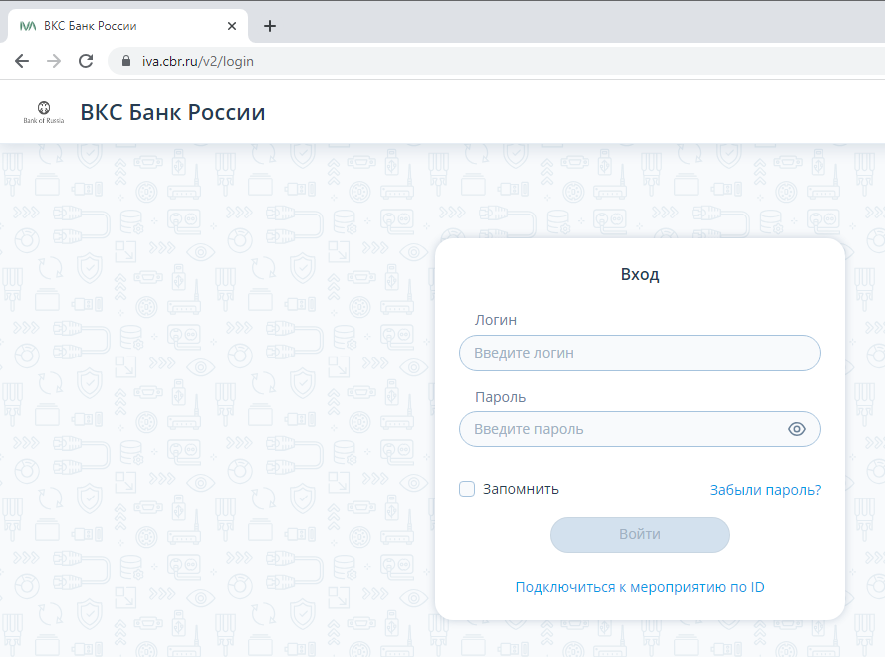 ВКС Банк России
iva.cbr.ru/v2/login
Bank of Russia
ВКС Банк России
Вход
Логин
Введите логин
Пароль
Введите пароль
Запомнить
Забыли пароль?
Войти
Подключиться к мероприятию по ID